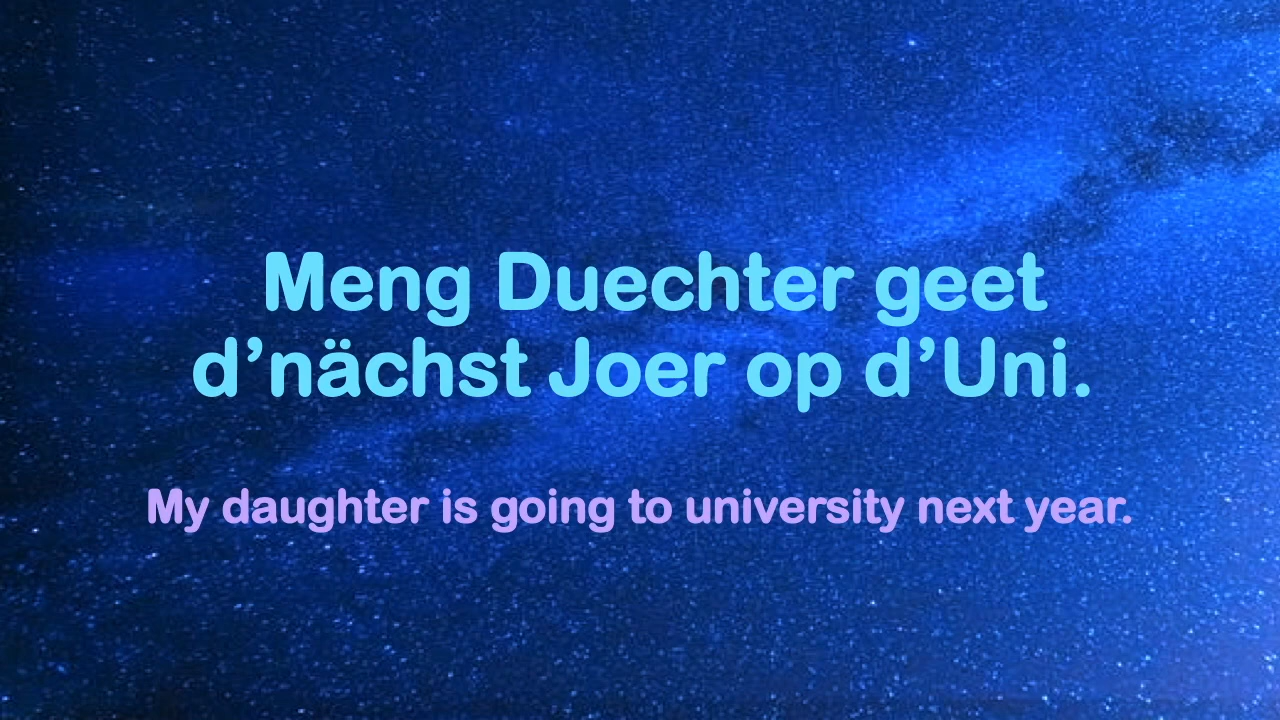 Meng Duechter geet
d’nächst Joer op d’Uni.
My daughter is going to university next year.